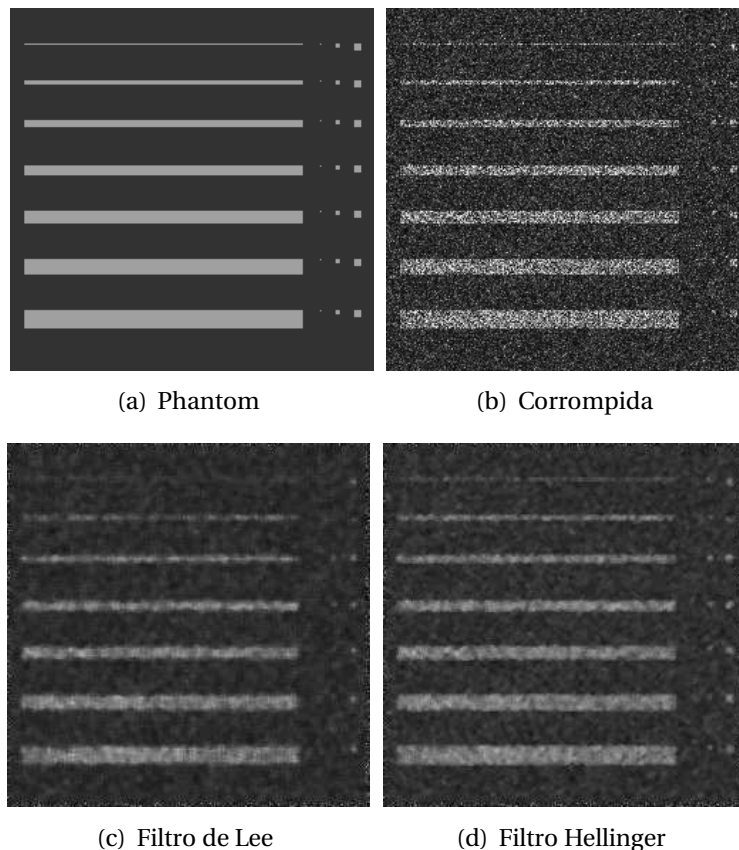 (a) Phantom
(b) Corrompida
(c) Filtro de Lee
(d) Filtro Hellinger